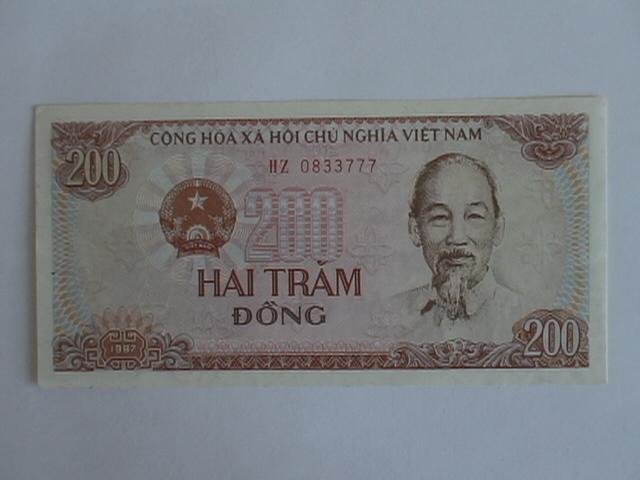 CỘNG HÒA XÃ HỘI CHỦ NGHĨA VIỆT NAM
200
HZ 0833777
200
HAI TRĂM
ĐỒNG
200
1987